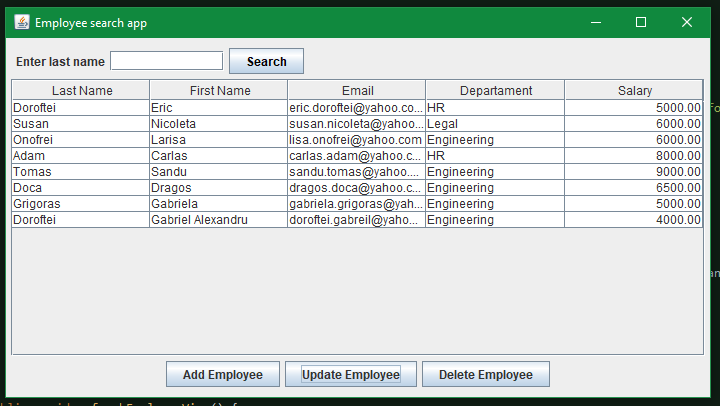 Employee search app
Enter last name Search
Last Name First Name Email Departament Salary
Doroftei Eric eric.doroftei@yahoo.co... HR 5000.00
Susan Nicoleta susan.nicoleta@yahoo... Legal 6000.00
Onofrei Larisa lisa.onofrei@yahoo.com Engineering 6000.00
Adam Carlas carlas.adam@yahoo.c... HR 8000.00
Tomas Sandu sandu.tomas@yahoo.... Engineering 9000.00
Doca Dragos dragos.doca@yahoo.c... Engineering 6500.00
Grigoras Gabriela gabriela.grigoras@yah... Engineering 5000.00
Doroftei Gabriel Alexandru doroftei.gabreil@yaho... Engineering 4000.00
Add Employee Update Employee Delete Employee